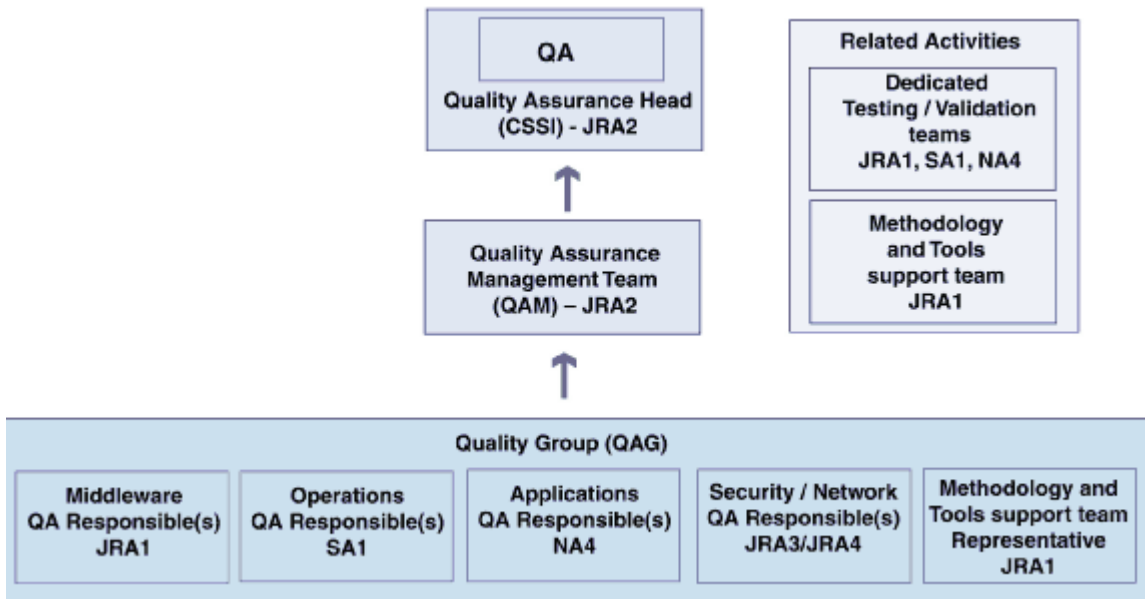 QA
Quality Assurance Head
(CSSI) - JRA2
Related Activities
Dedicated
Testing / Validation
teams
JRA1, SA1, NA4
Methodology
and Tools
support team
JRA1
Quality Assurance
Management Team
(QAM) – JRA2
Quality Group (QAG)
Middleware
QA Responsible(s)
JRA1
Operations
QA Responsible(s)
SA1
Applications
QA Responsible(s)
NA4
Security / Network
QA Responsible(s)
JRA3/JRA4
Methodology and
Tools support team
Representative
JRA1